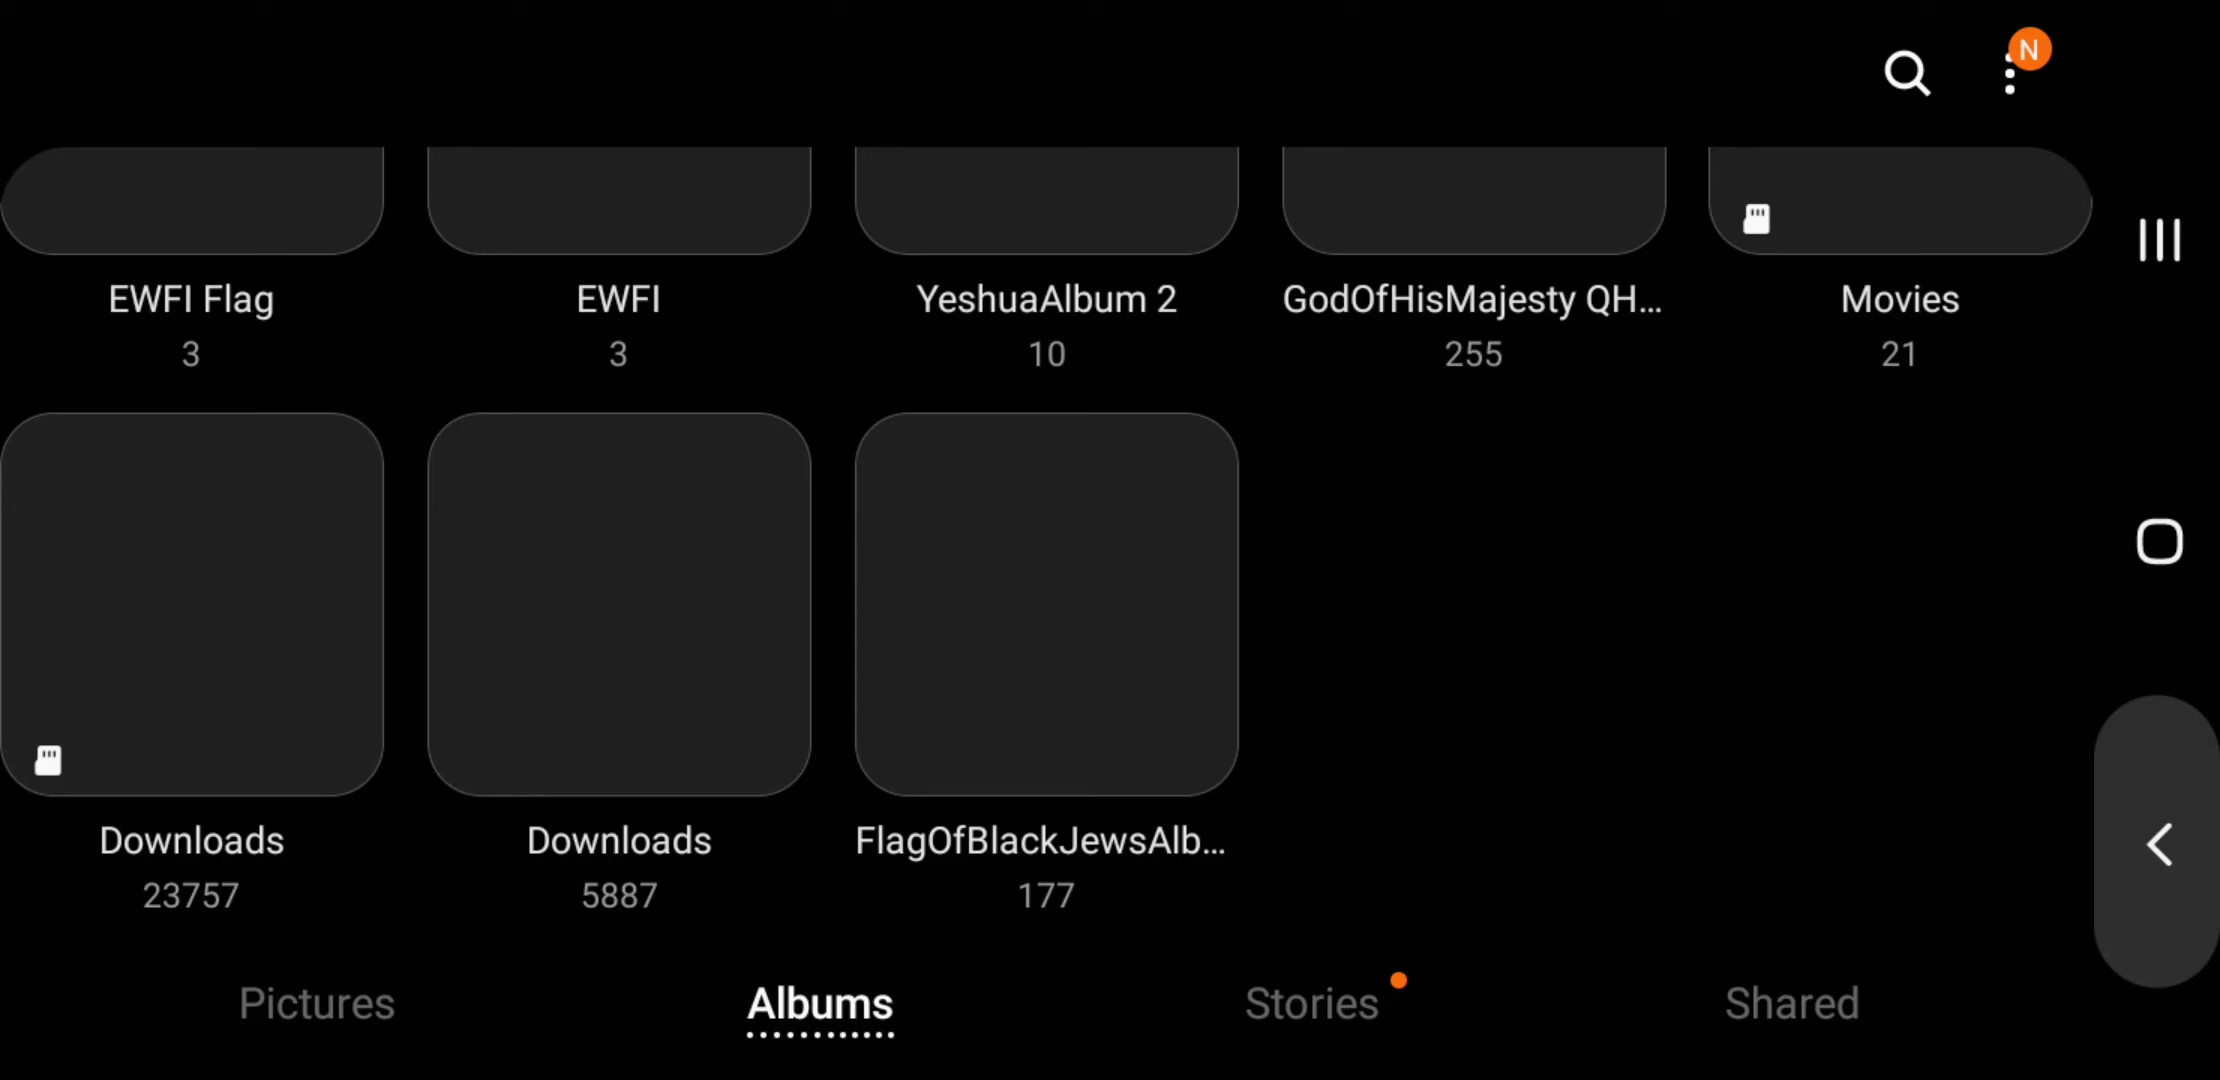 N
EWFI Flag
EWFI
YeshuaAlbum 2
GodOfHisMajesty QH...
Movies
3
3
10
255
21
Downloads
Downloads
FlagOfBlackJewsAlb...
23757
5887
177
Pictures
Albums
Stories
Shared